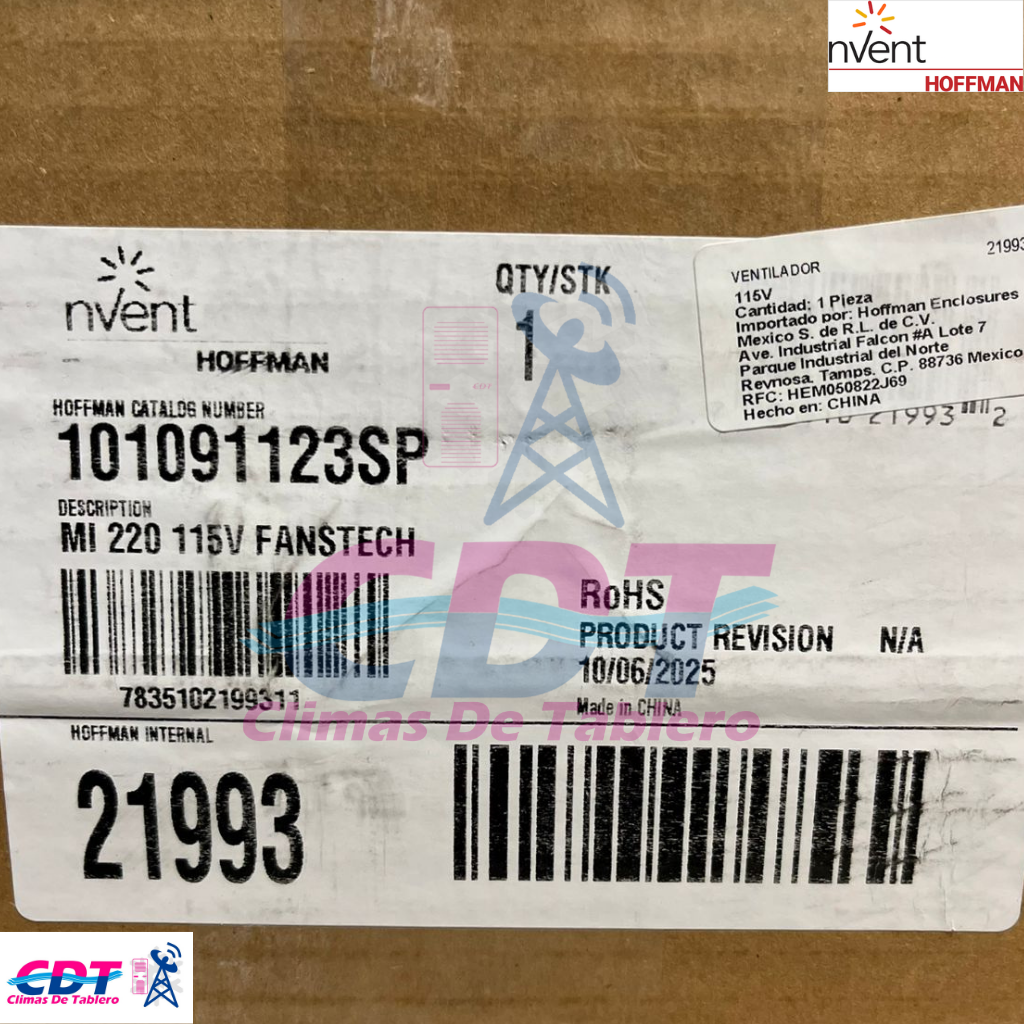 nVent
HOFFMAN
nVent
HOFFMAN
QTY/STK
1
HOFFMAN CATALOG NUMBER
101091123SP
DESCRIPTION
MI 220 115V FANSTECH
7835102199311
RoHS
PRODUCT REVISION N/A
10/06/2025
Made in CHINA
HOFFMAN INTERNAL
21993
21993
VENTILADOR
115V
Cantidad: 1 Pieza
Importado por: Hoffman Enclosures
Mexico S. de R.L. de C.V.
Ave. Industrial Falcon #A Lote 7
Parque Industrial del Norte
Reynosa, Tamps. C.P. 88736 Mexico
RFC: HEM050822J69
Hecho en: CHINA
21993
2
CDT
CDT
Climas De Tablero
CDT
Climas De Tablero